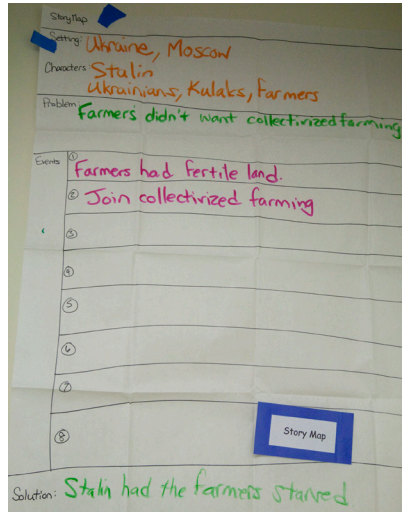 Story Map
Setting: Ukraine, Moscow
Characters Stalin
Ukrainians, Kulaks, Farmers
Problem Farmers didn't want collectivized farming
Events ① Farmers had fertile land.
② Join collectivized farming
③
④
⑤
⑥
⑦
⑧
Story Map
Solution: Stalin had the farmers starved